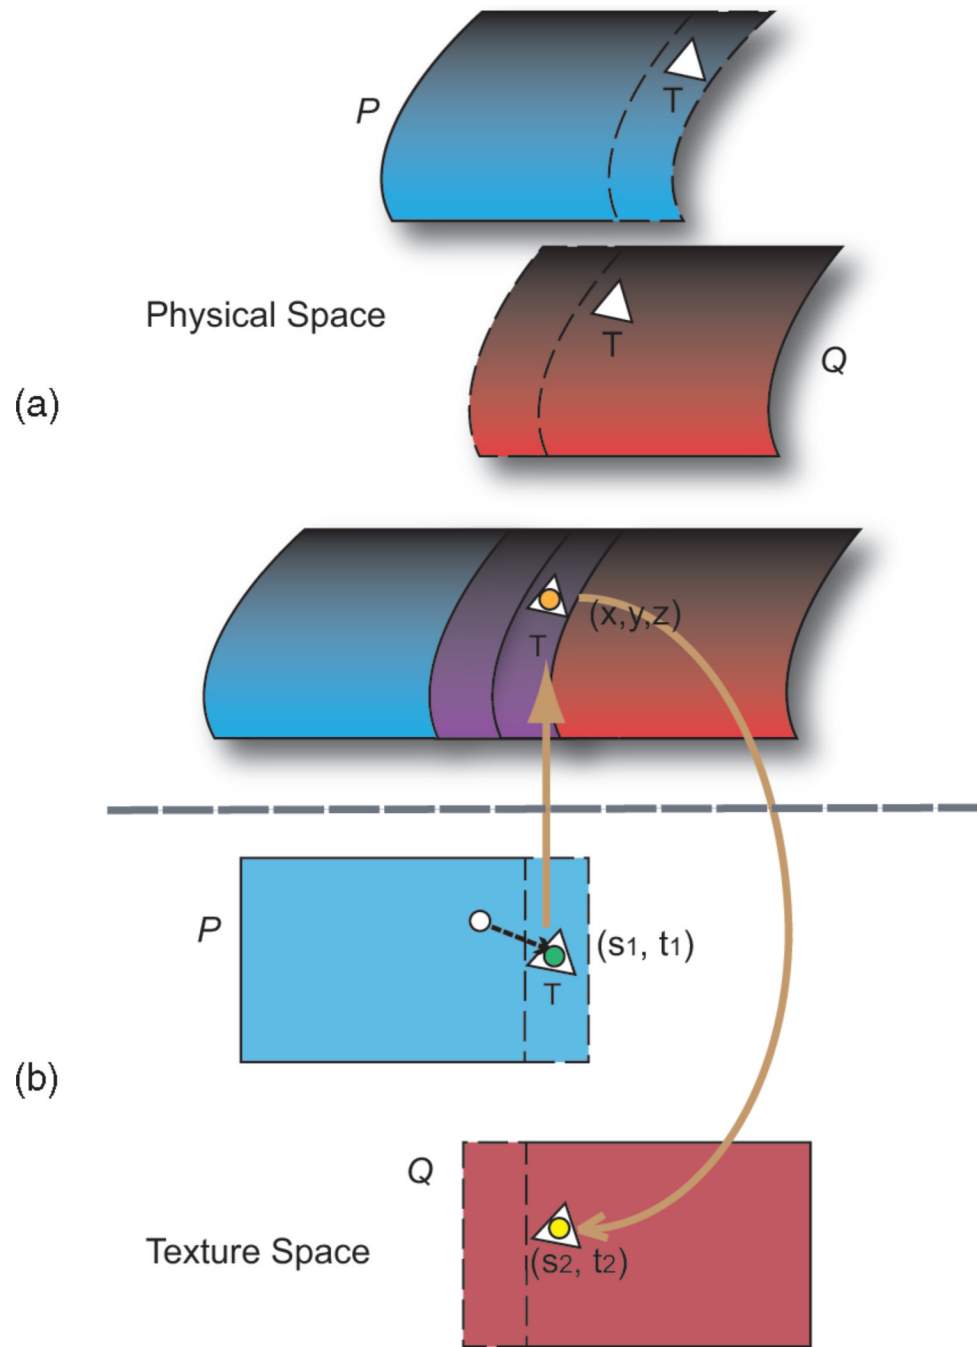 P
T
Physical Space
T
Q
(a)
(x,y,z)
T
P
(s1, t1)
T
(b)
Q
Texture Space
(s2, t2)